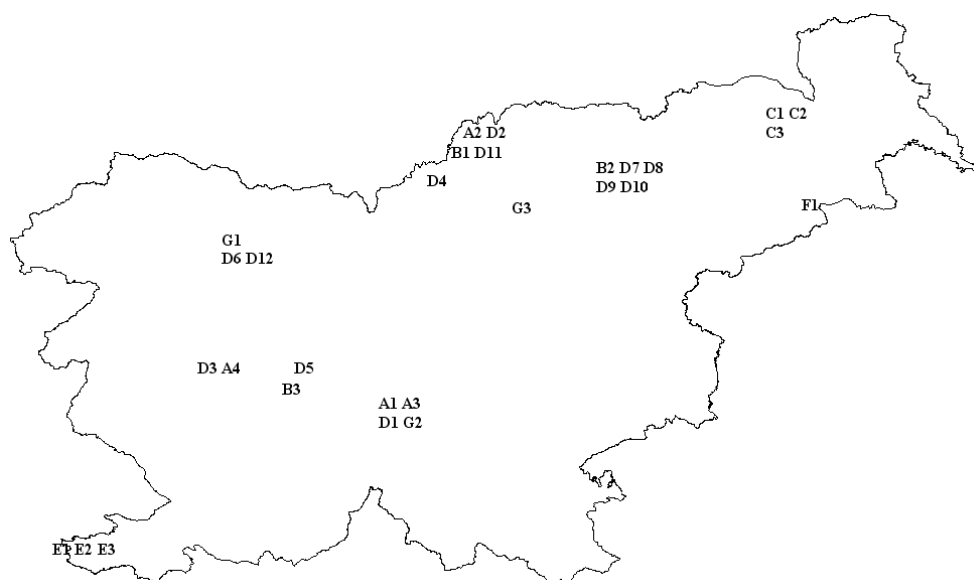 C1 C2
C3
A2 D2
B1 D11
D4
B2 D7 D8
D9 D10
G3
F1
G1
D6 D12
D3 A4
D5
B3
A1 A3
D1 G2
E1 E2 E3